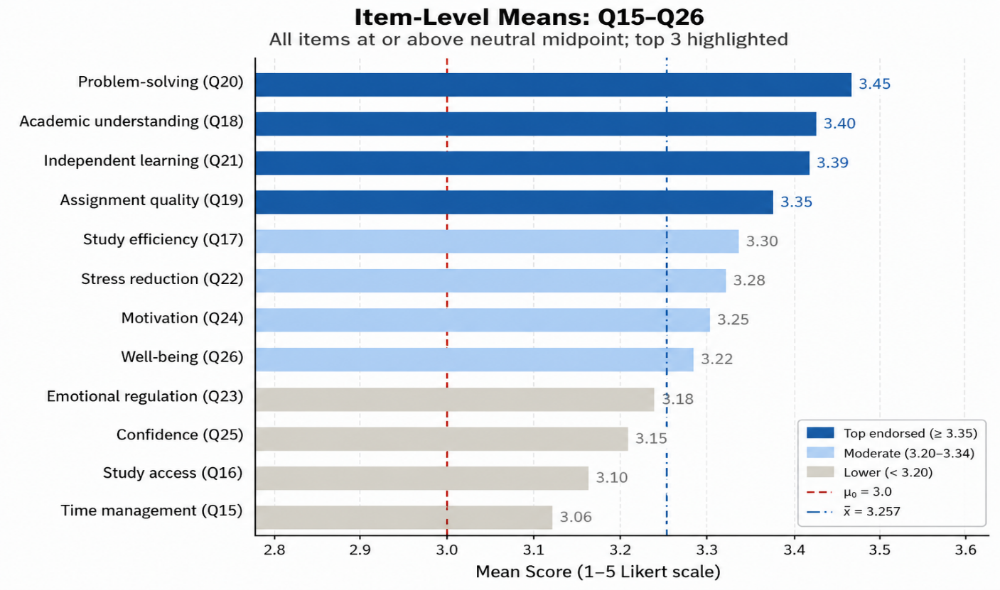 Item-Level Means: Q15–Q26
All items at or above neutral midpoint; top 3 highlighted
Problem-solving (Q20)
3.45
Academic understanding (Q18)
3.40
Independent learning (Q21)
3.39
Assignment quality (Q19)
3.35
Study efficiency (Q17)
3.30
Stress reduction (Q22)
3.28
Motivation (Q24)
3.25
Well-being (Q26)
3.22
Emotional regulation (Q23)
3.18
Confidence (Q25)
3.15
Study access (Q16)
3.10
Time management (Q15)
3.06
Top endorsed (≥ 3.35)
Moderate (3.20–3.34)
Lower (< 3.20)
μ₀ = 3.0
x̄ = 3.257
2.8 2.9 3.0 3.1 3.2 3.3 3.4 3.5 3.6
Mean Score (1–5 Likert scale)